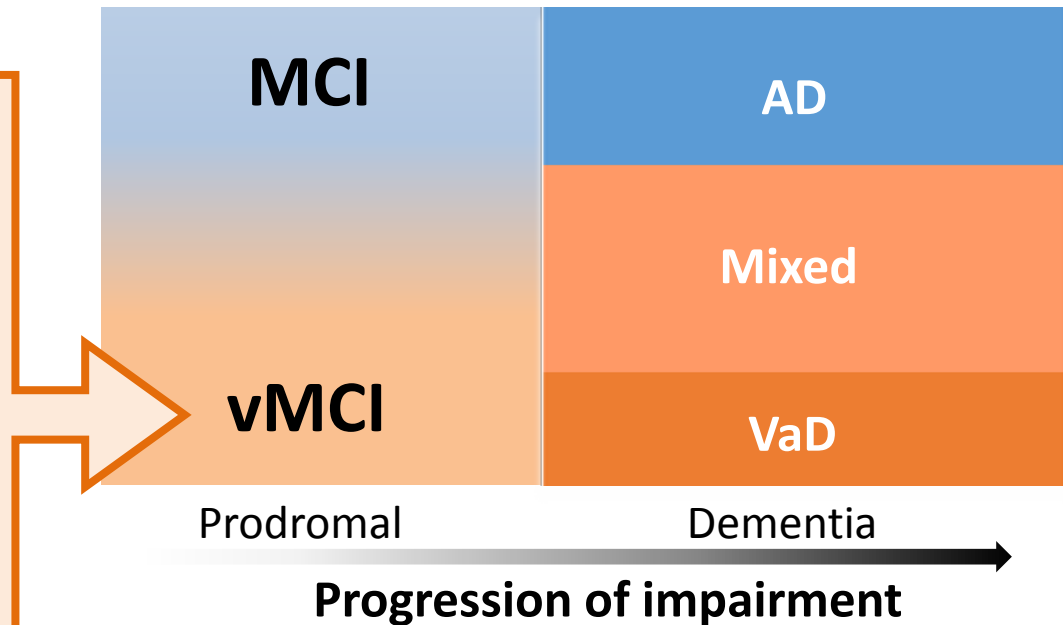 MCI
AD
Mixed
vMCI
VaD
Prodromal
Dementia
Progression of impairment